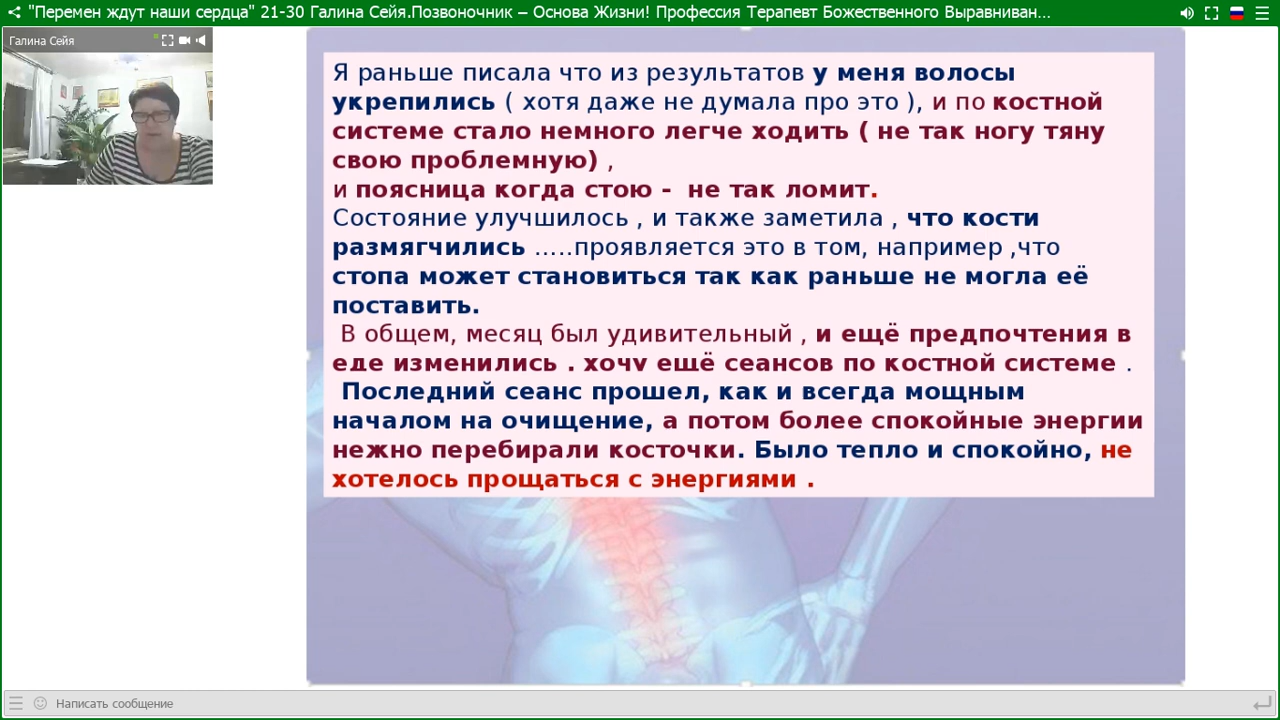 "Перемен ждут наши сердца" 21-30 Галина Сейя.Позвоночник – Основа Жизни! Профессия Терапевт Божественного Выравниван...
Галина Сейя
Я раньше писала что из результатов у меня волосы
укрепились ( хотя даже не думала про это ), и по костной
системе стало немного легче ходить ( не так ногу тяну
свою проблемную) ,
и поясница когда стою - не так ломит.
Состояние улучшилось , и также заметила , что кости
размягчились .....проявляется это в том, например ,что
стопа может становиться так как раньше не могла её
поставить.
В общем, месяц был удивительный , и ещё предпочтения в
еде изменились . хочу ещё сеансов по костной системе .
Последний сеанс прошел, как и всегда мощным
началом на очищение, а потом более спокойные энергии
нежно перебирали косточки. Было тепло и спокойно, не
хотелось прощаться с энергиями .
Написать сообщение